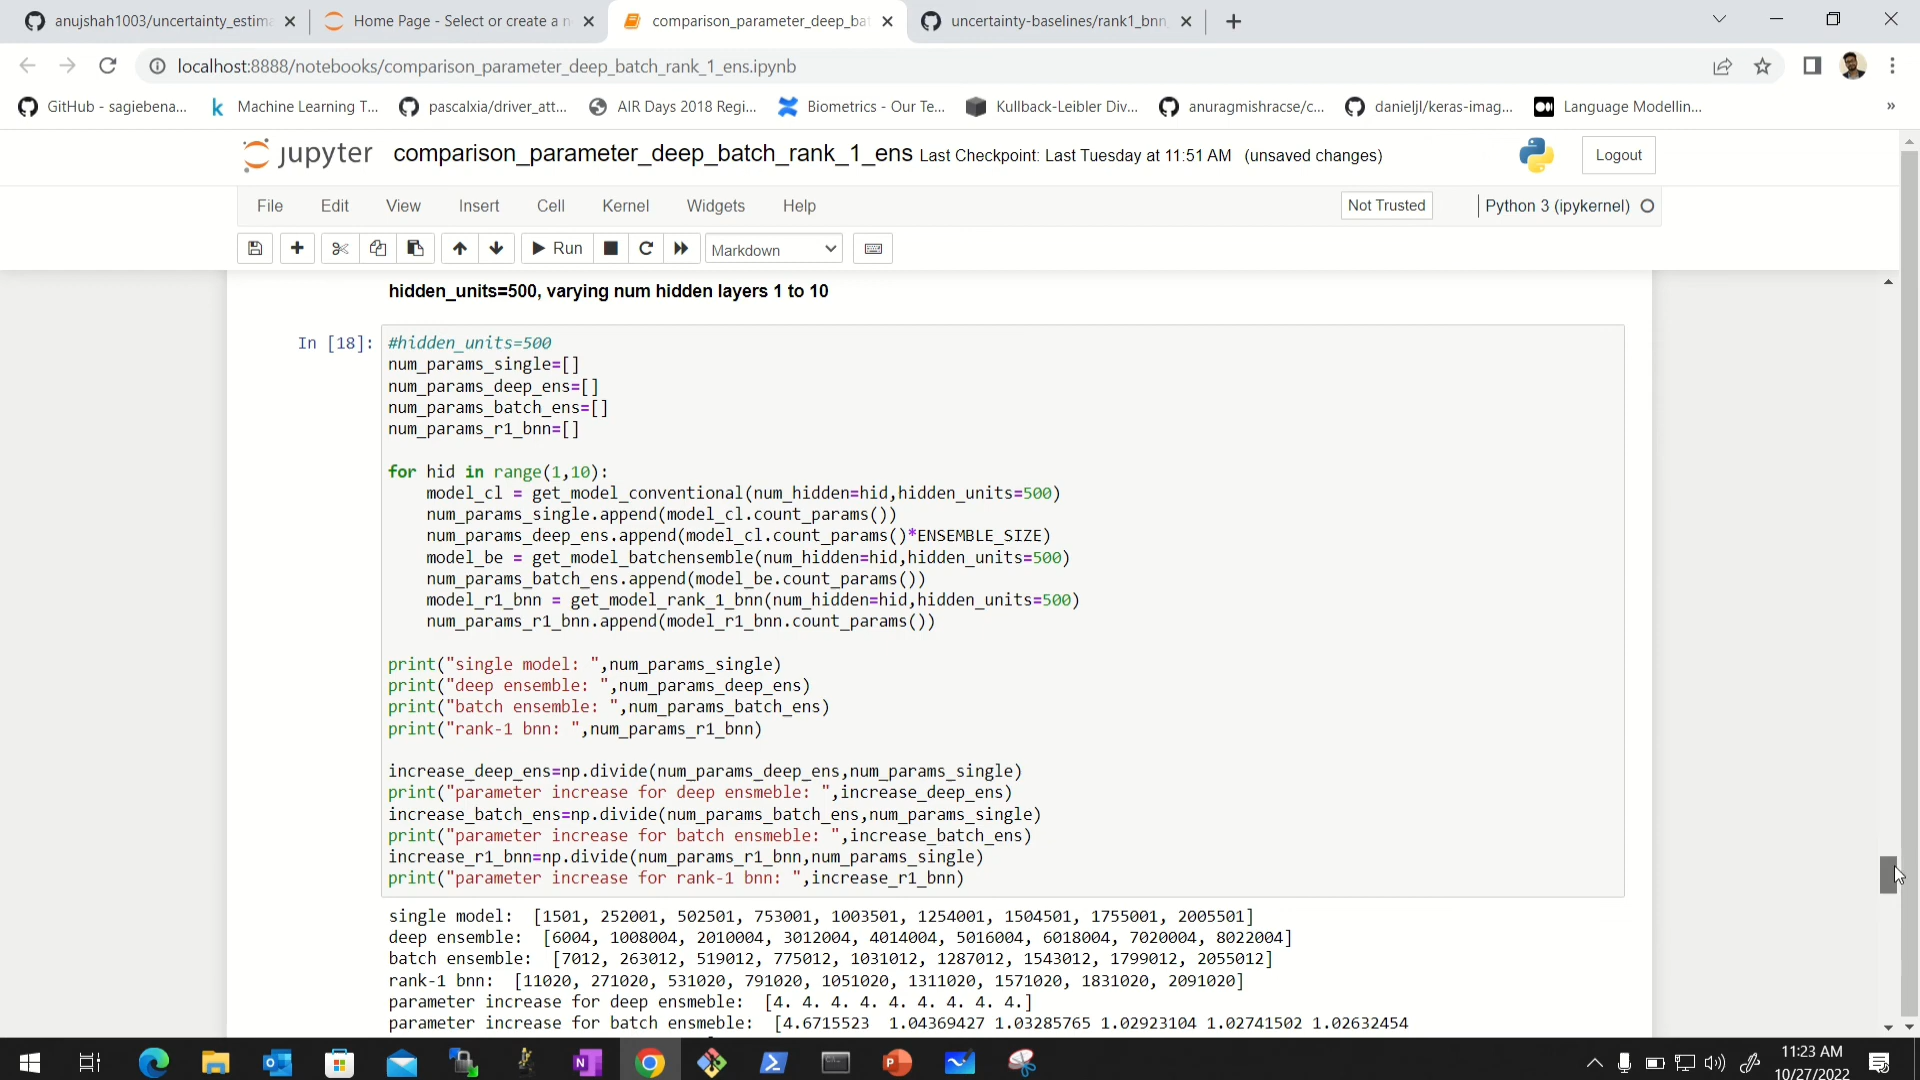 anujshah1003/uncertainty_estima
Home Page - Select or create a n
comparison_parameter_deep_bat
uncertainty-baselines/rank1_bnn_
localhost:8888/notebooks/comparison_parameter_deep_batch_rank_1_ens.ipynb
GitHub - sagiebena...
Machine Learning T...
pascalxia/driver_att...
AIR Days 2018 Regi...
Biometrics - Our Te...
Kullback-Leibler Div...
anuragmishracse/c...
danieljl/keras-imag...
Language Modellin...
»
jupyter comparison_parameter_deep_batch_rank_1_ens Last Checkpoint: Last Tuesday at 11:51 AM (unsaved changes)
Logout
File Edit View Insert Cell Kernel Widgets Help
Not Trusted
Python 3 (ipykernel)
Run
Markdown
hidden_units=500, varying num hidden layers 1 to 10
In [18]:
#hidden_units=500
num_params_single=[]
num_params_deep_ens=[]
num_params_batch_ens=[]
num_params_r1_bnn=[]
for hid in range(1,10):
    model_cl = get_model_conventional(num_hidden=hid,hidden_units=500)
    num_params_single.append(model_cl.count_params())
    num_params_deep_ens.append(model_cl.count_params()*ENSEMBLE_SIZE)
    model_be = get_model_batchensemble(num_hidden=hid,hidden_units=500)
    num_params_batch_ens.append(model_be.count_params())
    model_r1_bnn = get_model_rank_1_bnn(num_hidden=hid,hidden_units=500)
    num_params_r1_bnn.append(model_r1_bnn.count_params())
print("single model: ",num_params_single)
print("deep ensemble: ",num_params_deep_ens)
print("batch ensemble: ",num_params_batch_ens)
print("rank-1 bnn: ",num_params_r1_bnn)
increase_deep_ens=np.divide(num_params_deep_ens,num_params_single)
print("parameter increase for deep ensmeble: ",increase_deep_ens)
increase_batch_ens=np.divide(num_params_batch_ens,num_params_single)
print("parameter increase for batch ensmeble: ",increase_batch_ens)
increase_r1_bnn=np.divide(num_params_r1_bnn,num_params_single)
print("parameter increase for rank-1 bnn: ",increase_r1_bnn)
single model:  [1501, 252001, 502501, 753001, 1003501, 1254001, 1504501, 1755001, 2005501]
deep ensemble:  [6004, 1008004, 2010004, 3012004, 4014004, 5016004, 6018004, 7020004, 8022004]
batch ensemble:  [7012, 263012, 519012, 775012, 1031012, 1287012, 1543012, 1799012, 2055012]
rank-1 bnn:  [11020, 271020, 531020, 791020, 1051020, 1311020, 1571020, 1831020, 2091020]
parameter increase for deep ensmeble:  [4. 4. 4. 4. 4. 4. 4. 4. 4.]
parameter increase for batch ensmeble:  [4.6715523  1.04369427 1.03285765 1.02923104 1.02741502 1.02632454
11:23 AM
10/27/2022